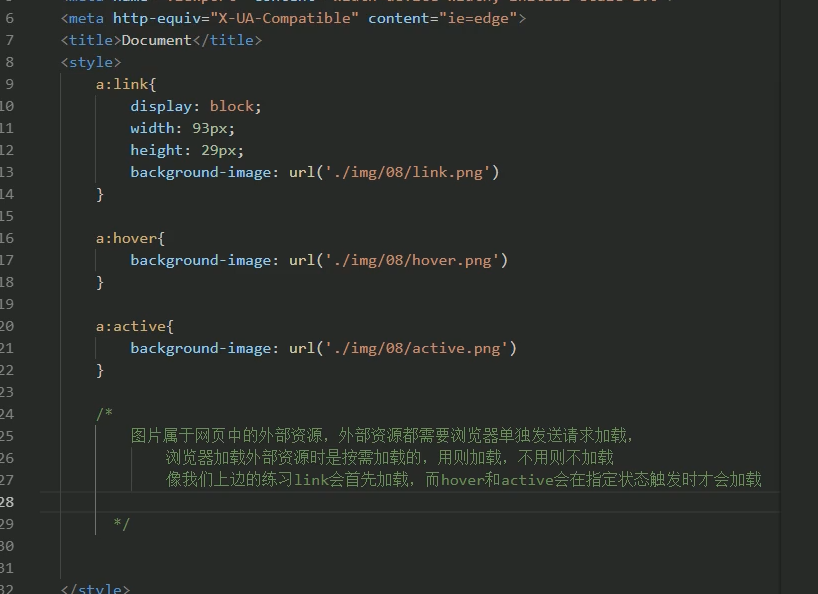 6 <meta http-equiv="X-UA-Compatible" content="ie=edge">
7 <title>Document</title>
8 <style>
9 a:link{
10 display: block;
11 width: 93px;
12 height: 29px;
13 background-image: url('./img/08/link.png')
14 }
15
16 a:hover{
17 background-image: url('./img/08/hover.png')
18 }
19
20 a:active{
21 background-image: url('./img/08/active.png')
22 }
23
24 /*
25 图片属于网页中的外部资源，外部资源都需要浏览器单独发送请求加载，
26 浏览器加载外部资源时是按需加载的，用则加载，不用则不加载
27 像我们上边的练习link会首先加载，而hover和active会在指定状态触发时才会加载
28
29 */
30
31
32 </style>